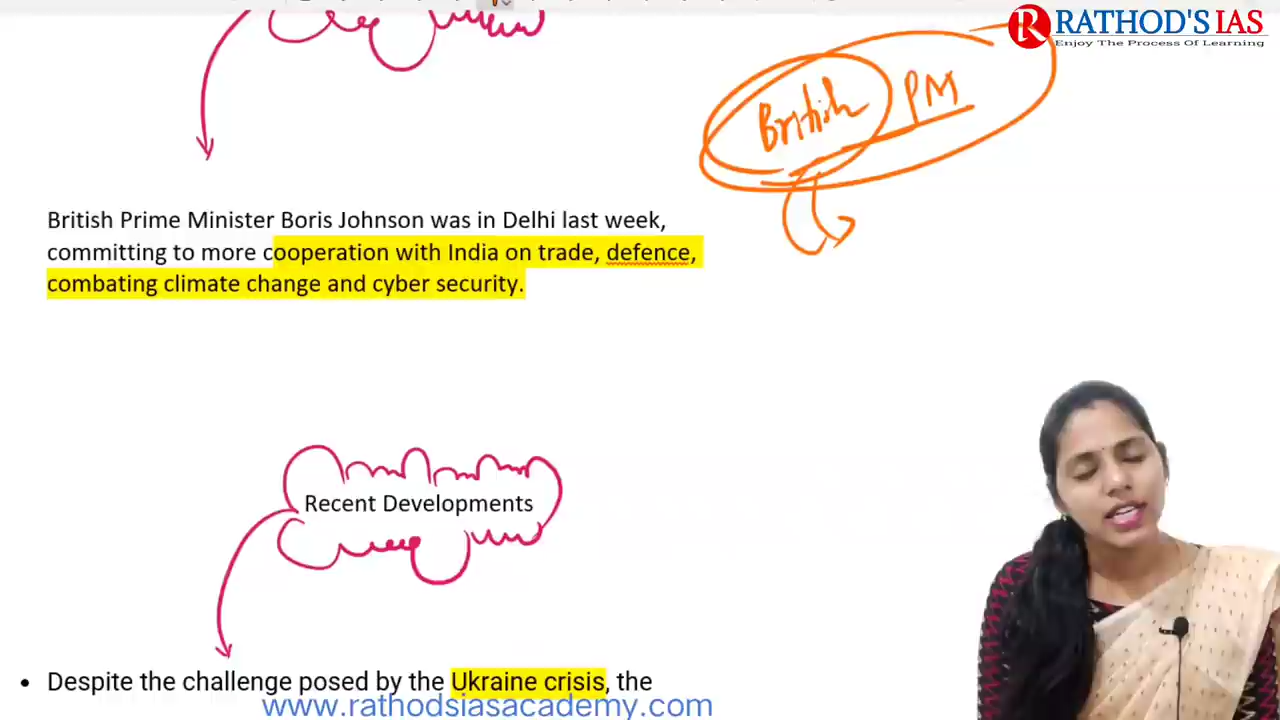 RATHOD'S IAS
Enjoy The Process Of Learning
British PM
British Prime Minister Boris Johnson was in Delhi last week,
committing to more cooperation with India on trade, defence,
combating climate change and cyber security.
Recent Developments
• Despite the challenge posed by the Ukraine crisis, the
www.rathodsiasacademy.com